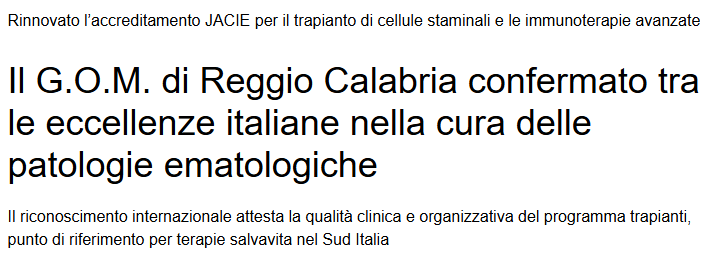 Rinnovato l’accreditamento JACIE per il trapianto di cellule staminali e le immunoterapie avanzate
Il G.O.M. di Reggio Calabria confermato tra
le eccellenze italiane nella cura delle
patologie ematologiche
Il riconoscimento internazionale attesta la qualità clinica e organizzativa del programma trapianti,
punto di riferimento per terapie salvavita nel Sud Italia